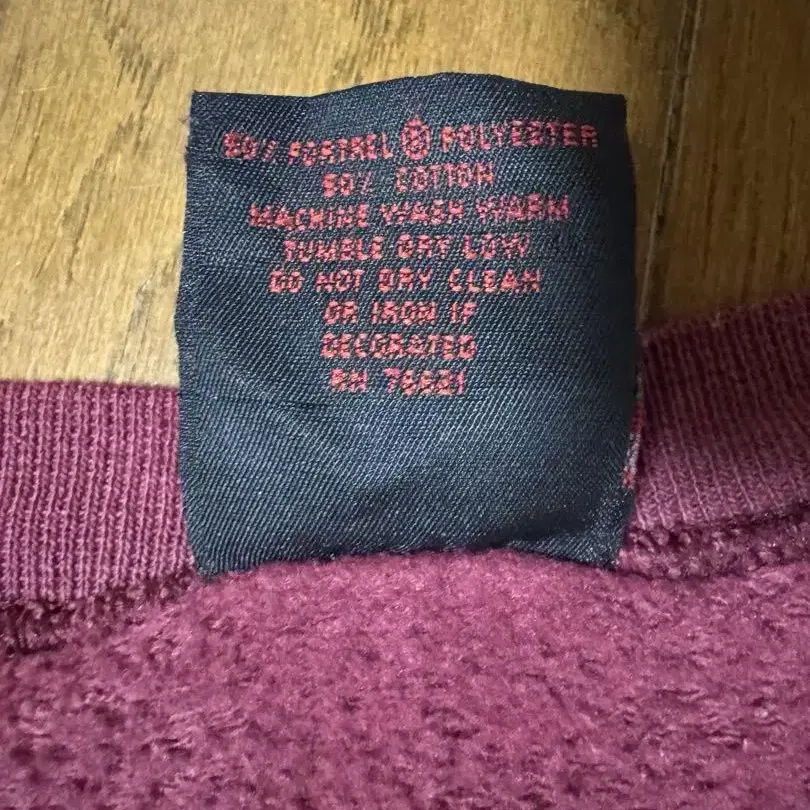 50% FORTREL POLYESTER
50% COTTON
MACHINE WASH WARM
TUMBLE DRY LOW
DO NOT DRY CLEAN
OR IRON IF
DECORATED
RN 76621